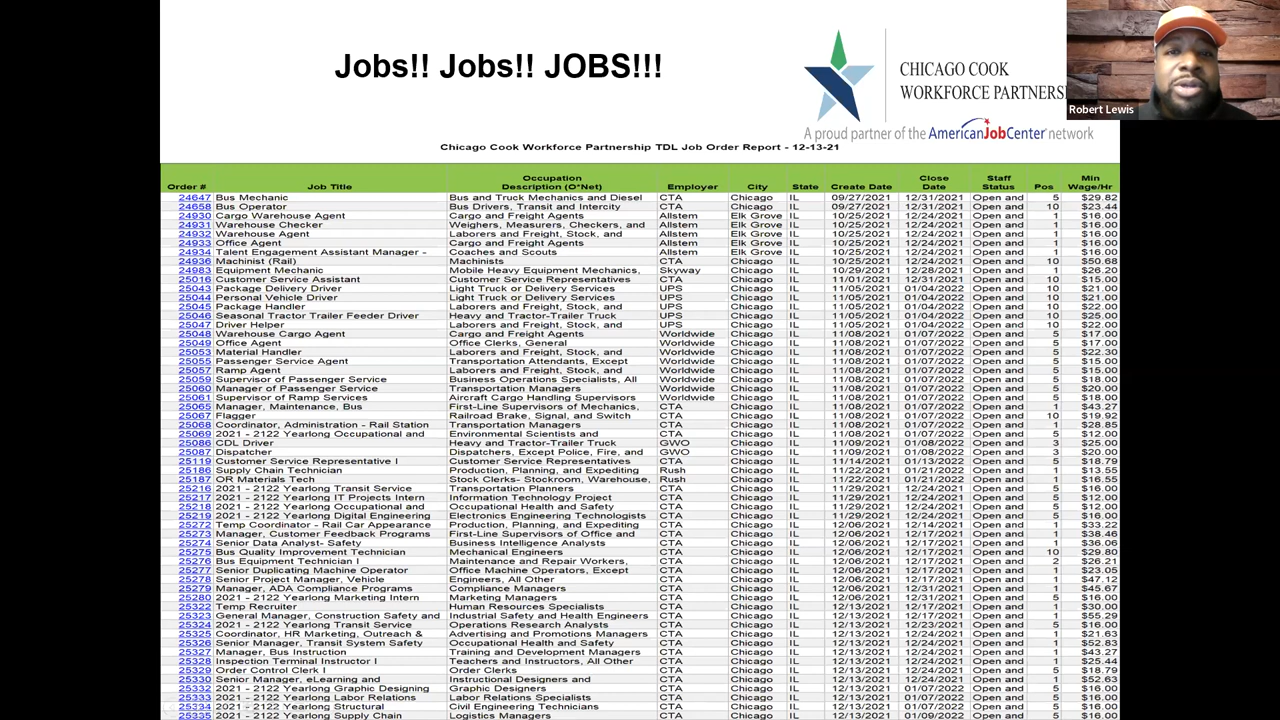 Jobs!! Jobs!! JOBS!!!
CHICAGO COOK
WORKFORCE PARTNERSH
A proud partner of the AmericanJobCenter network
Robert Lewis
Chicago Cook Workforce Partnership TDL Job Order Report - 12-13-21
Order # Job Title Occupation Description (O*Net) Employer City State Create Date Close Date Staff Status Pos Min Wage/Hr
24647 Bus Mechanic Bus and Truck Mechanics and Diesel CTA Chicago IL 09/27/2021 12/31/2021 Open and 5 $29.82
24658 Bus Operator Bus Drivers, Transit and Intercity CTA Chicago IL 09/27/2021 12/31/2021 Open and 10 $23.44
24930 Cargo Warehouse Agent Cargo and Freight Agents Allstem Elk Grove IL 10/25/2021 12/24/2021 Open and 1 $16.00
24931 Warehouse Checker Weighers, Measurers, Checkers, and Allstem Elk Grove IL 10/25/2021 12/24/2021 Open and 1 $16.00
24932 Warehouse Agent Laborers and Freight, Stock, and Allstem Elk Grove IL 10/25/2021 12/24/2021 Open and 1 $16.00
24933 Office Agent Cargo and Freight Agents Allstem Elk Grove IL 10/25/2021 12/24/2021 Open and 1 $16.00
24934 Talent Engagement Assistant Manager - Coaches and Scouts Allstem Elk Grove IL 10/25/2021 12/24/2021 Open and 1 $16.00
24936 Machinist (Rail) Machinists CTA Chicago IL 10/25/2021 12/24/2021 Open and 10 $50.68
24983 Equipment Mechanic Mobile Heavy Equipment Mechanics, Skyway Chicago IL 10/29/2021 12/28/2021 Open and 1 $26.20
25016 Customer Service Assistant Customer Service Representatives CTA Chicago IL 11/01/2021 12/31/2021 Open and 10 $15.00
25043 Package Delivery Driver Light Truck or Delivery Services UPS Chicago IL 11/05/2021 01/04/2022 Open and 10 $21.00
25044 Personal Vehicle Driver Light Truck or Delivery Services UPS Chicago IL 11/05/2021 01/04/2022 Open and 10 $21.00
25045 Package Handler Laborers and Freight, Stock, and UPS Chicago IL 11/05/2021 01/04/2022 Open and 10 $22.00
25046 Seasonal Tractor Trailer Feeder Driver Heavy and Tractor-Trailer Truck UPS Chicago IL 11/05/2021 01/04/2022 Open and 10 $25.00
25047 Driver Helper Laborers and Freight, Stock, and UPS Chicago IL 11/05/2021 01/04/2022 Open and 10 $22.00
25048 Warehouse Cargo Agent Cargo and Freight Agents Worldwide Chicago IL 11/08/2021 01/07/2022 Open and 1 $17.00
25049 Office Agent Office Clerks, General Worldwide Chicago IL 11/08/2021 01/07/2022 Open and 1 $17.00
25053 Material Handler Laborers and Freight, Stock, and Worldwide Chicago IL 11/08/2021 01/07/2022 Open and 1 $22.30
25055 Passenger Service Agent Transportation Attendants, Except Worldwide Chicago IL 11/08/2021 01/07/2022 Open and 1 $15.00
25057 Ramp Agent Laborers and Freight, Stock, and Worldwide Chicago IL 11/08/2021 01/07/2022 Open and 5 $15.00
25059 Supervisor of Passenger Service Business Operations Specialists, All Worldwide Chicago IL 11/08/2021 01/07/2022 Open and 1 $18.00
25060 Manager of Passenger Service Transportation Managers Worldwide Chicago IL 11/08/2021 01/07/2022 Open and 1 $20.00
25061 Supervisor of Ramp Services Aircraft Cargo Handling Supervisors Worldwide Chicago IL 11/08/2021 01/07/2022 Open and 1 $18.00
25065 Manager, Maintenance, Bus First-Line Supervisors of Mechanics, CTA Chicago IL 11/08/2021 01/07/2022 Open and 1 $43.27
25067 Flagger Railroad Brake, Signal, and Switch CTA Chicago IL 11/08/2021 01/07/2022 Open and 10 $19.92
25068 Coordinator, Administration - Rail Station Transportation Managers CTA Chicago IL 11/08/2021 01/07/2022 Open and 1 $28.85
25069 2021 - 2122 Yearlong Occupational and Environmental Scientists and CTA Chicago IL 11/08/2021 01/07/2022 Open and 5 $12.00
25086 CDL Driver Heavy and Tractor-Trailer Truck GWO Chicago IL 11/09/2021 01/08/2022 Open and 3 $25.00
25087 Dispatcher Dispatchers, Except Police, Fire, and GWO Chicago IL 11/09/2021 01/08/2022 Open and 3 $20.00
25119 Customer Service Representative I Customer Service Representatives CTA Chicago IL 11/14/2021 01/13/2022 Open and 5 $18.79
25186 Supply Chain Technician Production, Planning, and Expediting Rush Chicago IL 11/22/2021 01/21/2022 Open and 1 $13.55
25187 OR Materials Tech Stock Clerks- Stockroom, Warehouse, Rush Chicago IL 11/22/2021 01/21/2022 Open and 1 $16.55
25216 2021 - 2122 Yearlong Transit Service Transportation Planners CTA Chicago IL 11/29/2021 12/24/2021 Open and 5 $16.00
25217 2021 - 2122 Yearlong IT Projects Intern Information Technology Project CTA Chicago IL 11/29/2021 12/24/2021 Open and 5 $12.00
25218 2021 - 2122 Yearlong Occupational and Occupational Health and Safety CTA Chicago IL 11/29/2021 12/24/2021 Open and 5 $12.00
25219 2021 - 2122 Yearlong Digital Engineering Electronics Engineering Technologists CTA Chicago IL 11/29/2021 12/24/2021 Open and 5 $16.00
25272 Temp Coordinator - Rail Car Appearance Production, Planning, and Expediting CTA Chicago IL 12/06/2021 12/14/2021 Open and 1 $33.22
25273 Manager, Customer Feedback Programs First-Line Supervisors of Office and CTA Chicago IL 12/06/2021 12/17/2021 Open and 1 $38.46
25274 Senior Data Analyst- Safety Business Intelligence Analysts CTA Chicago IL 12/06/2021 12/17/2021 Open and 1 $36.06
25275 Bus Quality Improvement Technician Mechanical Engineers CTA Chicago IL 12/06/2021 12/17/2021 Open and 10 $29.80
25276 Bus Equipment Technician I Maintenance and Repair Workers, CTA Chicago IL 12/06/2021 12/17/2021 Open and 2 $26.21
25277 Senior Duplicating Machine Operator Office Machine Operators, Except CTA Chicago IL 12/06/2021 12/17/2021 Open and 5 $23.05
25278 Senior Project Manager, Vehicle Engineers, All Other CTA Chicago IL 12/06/2021 12/17/2021 Open and 1 $47.12
25279 Manager, ADA Compliance Programs Compliance Managers CTA Chicago IL 12/06/2021 12/17/2021 Open and 1 $45.67
25280 2021 - 2122 Yearlong Marketing Intern Marketing Managers CTA Chicago IL 12/06/2021 12/31/2021 Open and 5 $16.00
25322 Temp Recruiter Human Resources Specialists CTA Chicago IL 12/13/2021 12/17/2021 Open and 1 $30.00
25323 General Manager, Construction Safety and Industrial Safety and Health Engineers CTA Chicago IL 12/13/2021 12/24/2021 Open and 1 $55.29
25324 2021 - 2122 Yearlong Transit Service Operations Research Analysts CTA Chicago IL 12/13/2021 12/23/2021 Open and 5 $16.00
25325 Coordinator, HR Marketing, Outreach & Advertising and Promotions Managers CTA Chicago IL 12/13/2021 12/24/2021 Open and 1 $21.63
25326 Senior Manager, Transit System Safety Occupational Health and Safety CTA Chicago IL 12/13/2021 12/24/2021 Open and 1 $52.83
25327 Manager, Bus Instruction Training and Development Managers CTA Chicago IL 12/13/2021 12/24/2021 Open and 1 $43.27
25328 Inspection Terminal Instructor I Teachers and Instructors, All Other CTA Chicago IL 12/13/2021 12/24/2021 Open and 1 $25.44
25329 Order Control Clerk I Order Clerks CTA Chicago IL 12/13/2021 12/24/2021 Open and 5 $18.79
25330 Senior Manager, eLearning and Instructional Designers and CTA Chicago IL 12/13/2021 12/24/2021 Open and 1 $52.63
25332 2021 - 2122 Yearlong Graphic Designing Graphic Designers CTA Chicago IL 12/13/2021 01/07/2022 Open and 5 $16.00
25333 2021 - 2122 Yearlong Labor Relations Labor Relations Specialists CTA Chicago IL 12/13/2021 01/07/2022 Open and 5 $16.00
25334 2021 - 2122 Yearlong Structural Civil Engineering Technicians CTA Chicago IL 12/13/2021 01/07/2022 Open and 5 $16.00
25335 2021 - 2122 Yearlong Supply Chain Logistics Managers CTA Chicago IL 12/13/2021 01/09/2022 Open and 5 $16.00